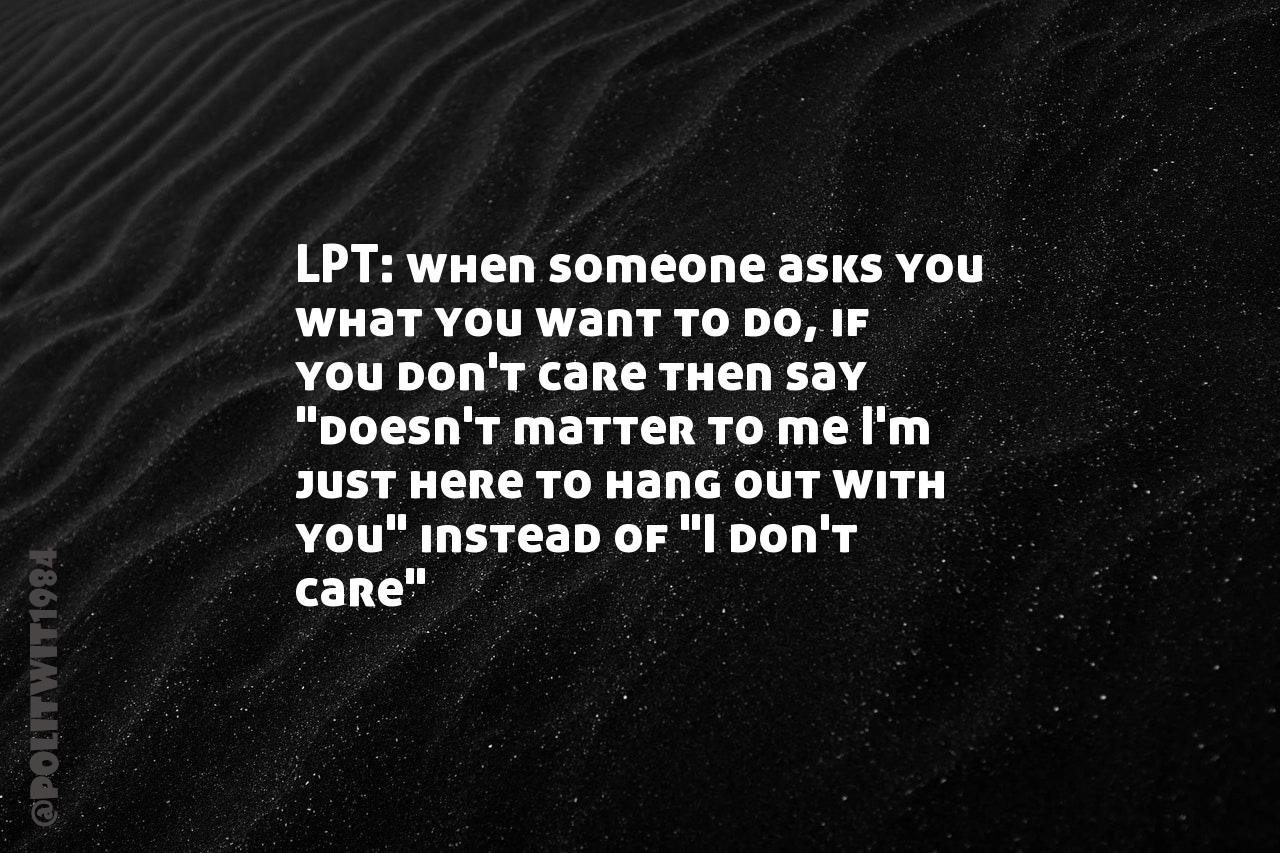 LPT: when someone asks you
what you want to do, if
you don't care then say
"doesn't matter to me I'm
just here to hang out with
you" instead of "I don't
care"
@POLITWIT1984